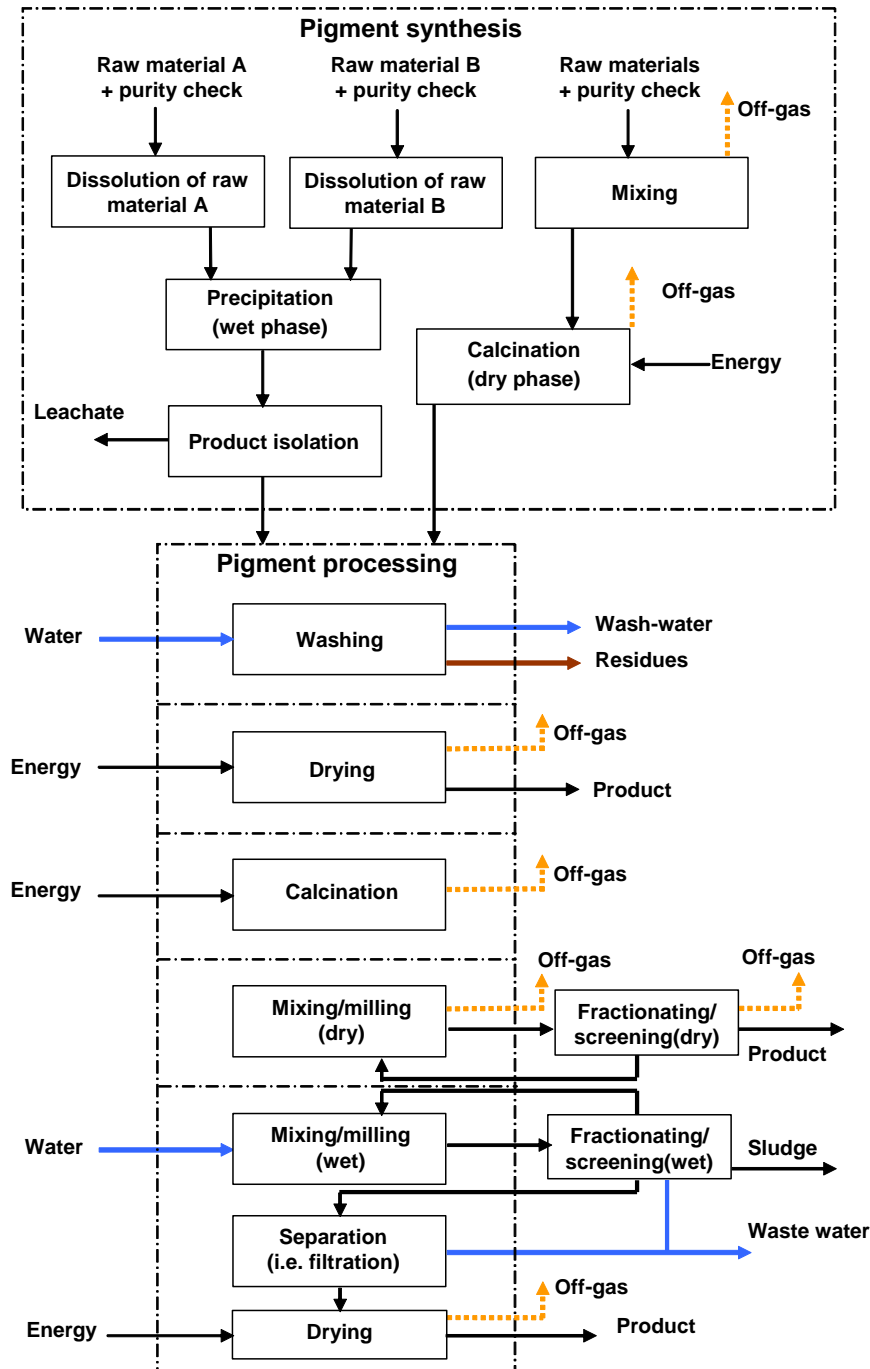 Pigment synthesis
Raw material A
+ purity check
Raw material B
+ purity check
Raw materials
+ purity check
Off-gas
Dissolution of raw
material A
Dissolution of raw
material B
Mixing
Precipitation
(wet phase)
Off-gas
Calcination
(dry phase)
Energy
Leachate
Product isolation
Pigment processing
Water
Washing
Wash-water
Residues
Energy
Drying
Off-gas
Product
Energy
Calcination
Off-gas
Mixing/milling
(dry)
Off-gas
Fractionating/
screening(dry)
Off-gas
Product
Water
Mixing/milling
(wet)
Fractionating/
screening(wet)
Sludge
Separation
(i.e. filtration)
Waste water
Energy
Drying
Off-gas
Product